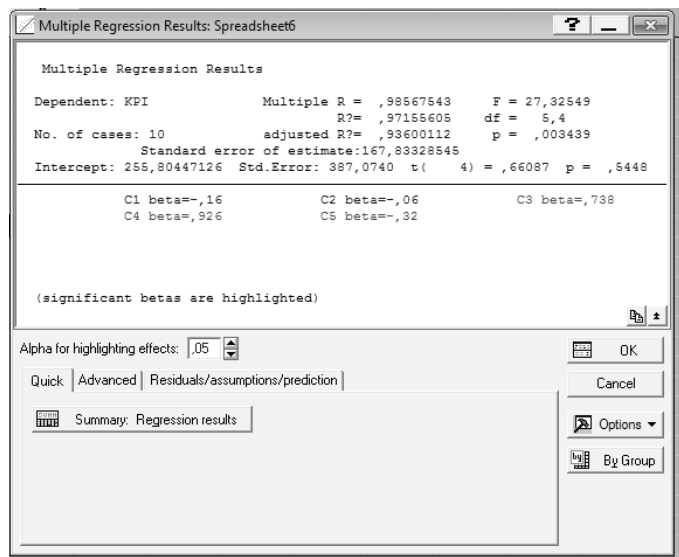 Multiple Regression Results: Spreadsheet6
Multiple Regression Results
Dependent: KPI Multiple R = ,98567543 F = 27,32549
R?= ,97155605 df = 5,4
No. of cases: 10 adjusted R?= ,93600112 p = ,003439
Standard error of estimate:167,83328545
Intercept: 255,80447126 Std.Error: 387,0740 t( 4) = ,66087 p = ,5448
C1 beta=-,16 C2 beta=-,06 C3 beta=,738
C4 beta=,926 C5 beta=-,32
(significant betas are highlighted)
Alpha for highlighting effects: ,05
OK
Quick Advanced Residuals/assumptions/prediction
Cancel
Summary: Regression results
Options
By Group